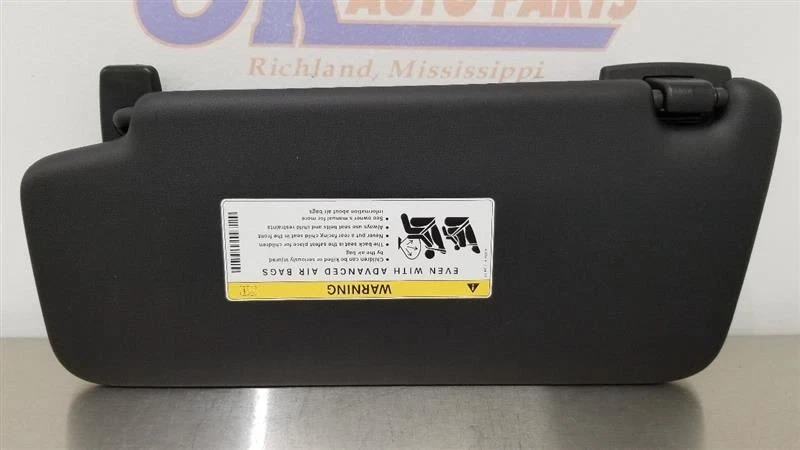 AUTO PARTS
Richland, Mississippi
WARNING
EVEN WITH ADVANCED AIR BAGS
• Children can be killed or seriously injured
by the air bag
• The back seat is the safest place for children
• Never put a rear facing child seat in the front
• Always use seat belts and child restraints
• See owner's manual for more
information about air bags